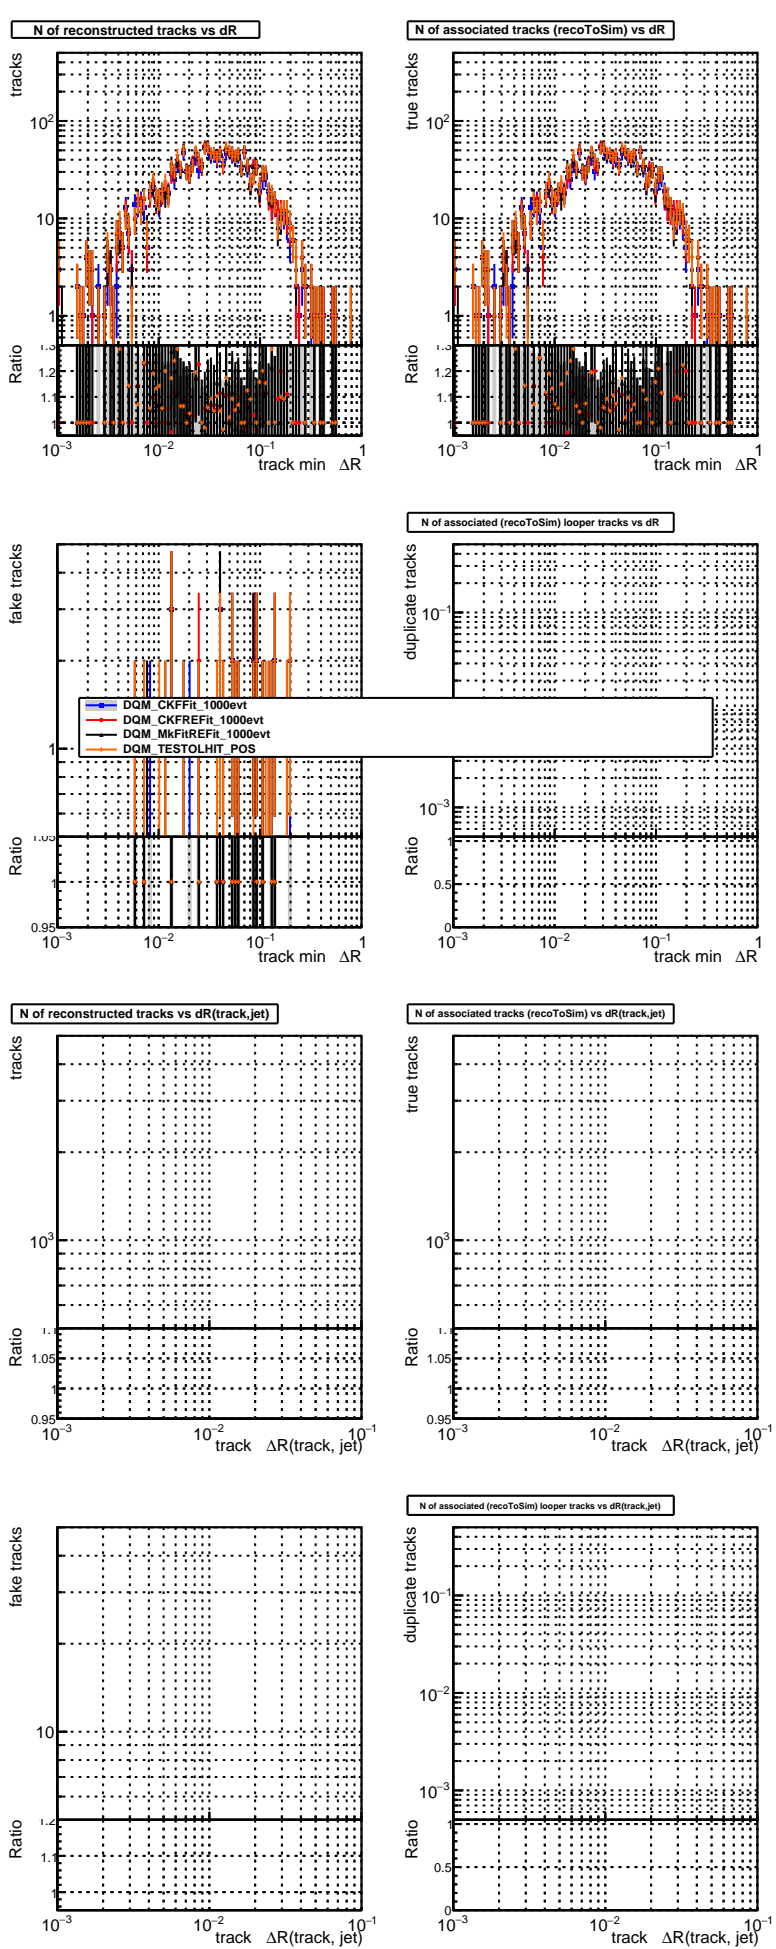 N of reconstructed tracks vs dR
tracks
10²
10
1
Ratio
1.3
1.2
1.1
1
10⁻³ 10⁻² 10⁻¹ 1
track min ΔR
N of associated tracks (recoToSim) vs dR
true tracks
10²
10
1
Ratio
1.3
1.2
1.1
1
10⁻³ 10⁻² 10⁻¹ 1
track min ΔR
fake tracks
1
Ratio
1.05
1
0.95
10⁻³ 10⁻² 10⁻¹ 1
track min ΔR
N of associated (recoToSim) looper tracks vs dR
duplicate tracks
10⁻¹
10⁻³
Ratio
1
0.5
0
10⁻³ 10⁻² 10⁻¹ 1
track min ΔR
DQM_CKFFit_1000evt
DQM_CKFREFit_1000evt
DQM_MkFitREFit_1000evt
DQM_TESTOLHIT_POS
N of reconstructed tracks vs dR(track,jet)
tracks
10³
Ratio
1.1
1.05
1
0.95
10⁻³ 10⁻² 10⁻¹
track ΔR(track, jet)
N of associated tracks (recoToSim) vs dR(track,jet)
true tracks
10³
Ratio
1.1
1.05
1
0.95
10⁻³ 10⁻² 10⁻¹
track ΔR(track, jet)
fake tracks
10
Ratio
1.2
1.1
1
10⁻³ 10⁻² 10⁻¹
track ΔR(track, jet)
N of associated (recoToSim) looper tracks vs dR(track,jet)
duplicate tracks
10⁻¹
10⁻²
10⁻³
Ratio
1
0.5
0
10⁻³ 10⁻² 10⁻¹
track ΔR(track, jet)